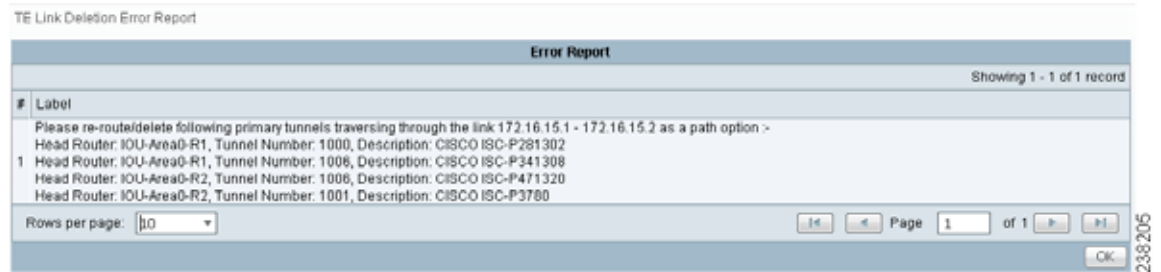 TE Link Deletion Error Report
Error Report
Showing 1 - 1 of 1 record
# Label
Please re-route/delete following primary tunnels traversing through the link 172.16.15.1 - 172.16.15.2 as a path option :-
Head Router: IOU-Area0-R1, Tunnel Number: 1000, Description: CISCO ISC-P281302
1 Head Router: IOU-Area0-R1, Tunnel Number: 1006, Description: CISCO ISC-P341308
Head Router: IOU-Area0-R2, Tunnel Number: 1006, Description: CISCO ISC-P471320
Head Router: IOU-Area0-R2, Tunnel Number: 1001, Description: CISCO ISC-P3780
Rows per page: 10 Page 1 of 1
OK
238205